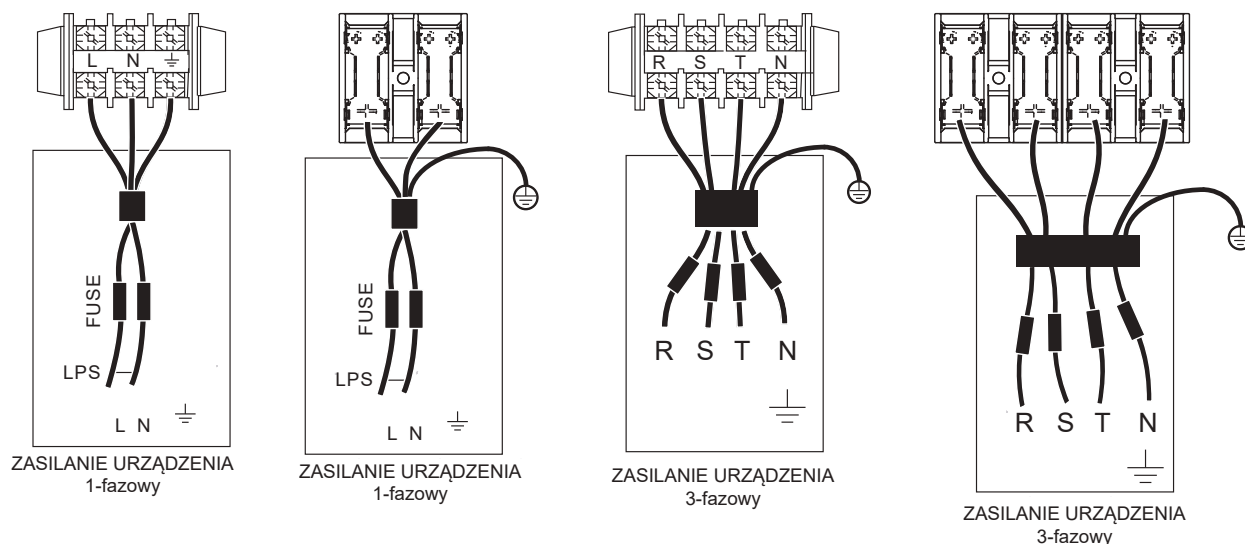 L N
FUSE
LPS
L N
ZASILANIE URZĄDZENIA
1-fazowy
FUSE
LPS
L N
ZASILANIE URZĄDZENIA
1-fazowy
R S T N
R S T N
ZASILANIE URZĄDZENIA
3-fazowy
R S T N
ZASILANIE URZĄDZENIA
3-fazowy